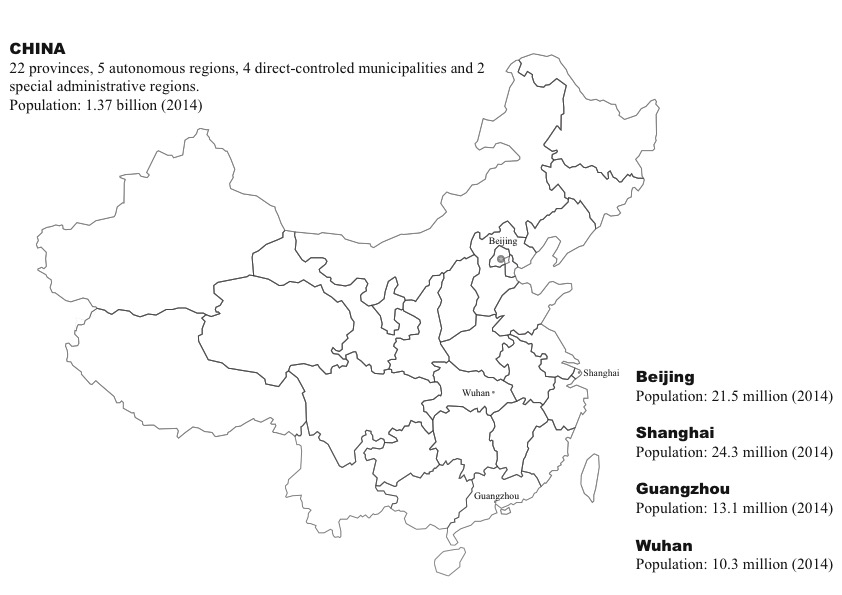 CHINA
22 provinces, 5 autonomous regions, 4 direct-controled municipalities and 2
special administrative regions.
Population: 1.37 billion (2014)
Beijing
Shanghai
Wuhan
Guangzhou
Beijing
Population: 21.5 million (2014)
Shanghai
Population: 24.3 million (2014)
Guangzhou
Population: 13.1 million (2014)
Wuhan
Population: 10.3 million (2014)